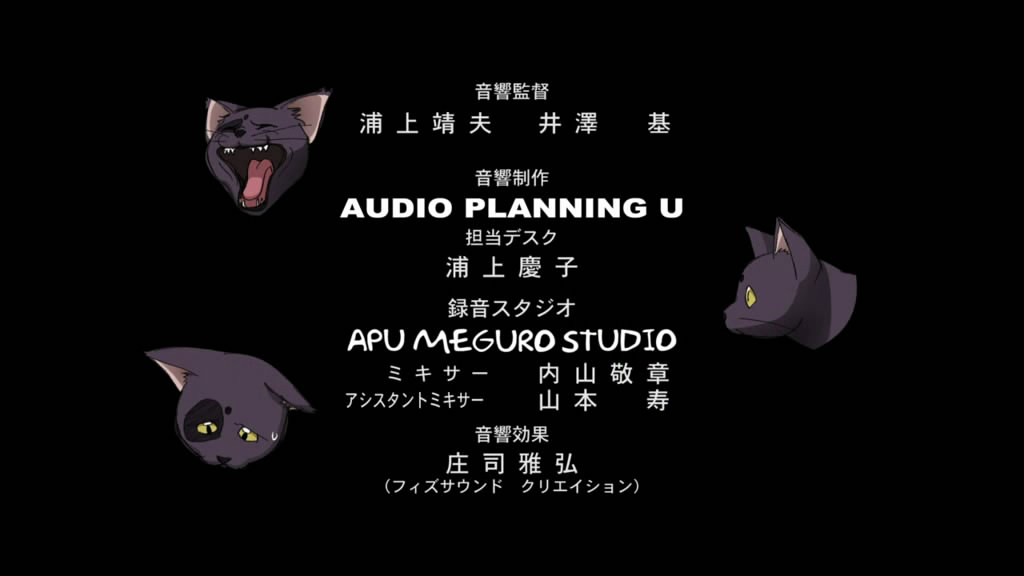 音響監督
浦上靖夫　井澤　基
音響制作
AUDIO PLANNING U
担当デスク
浦上慶子
録音スタジオ
APU MEGURO STUDIO
ミキサー　内山敬章
アシスタントミキサー　山本　寿
音響効果
庄司雅弘
（フィズサウンド　クリエイション）